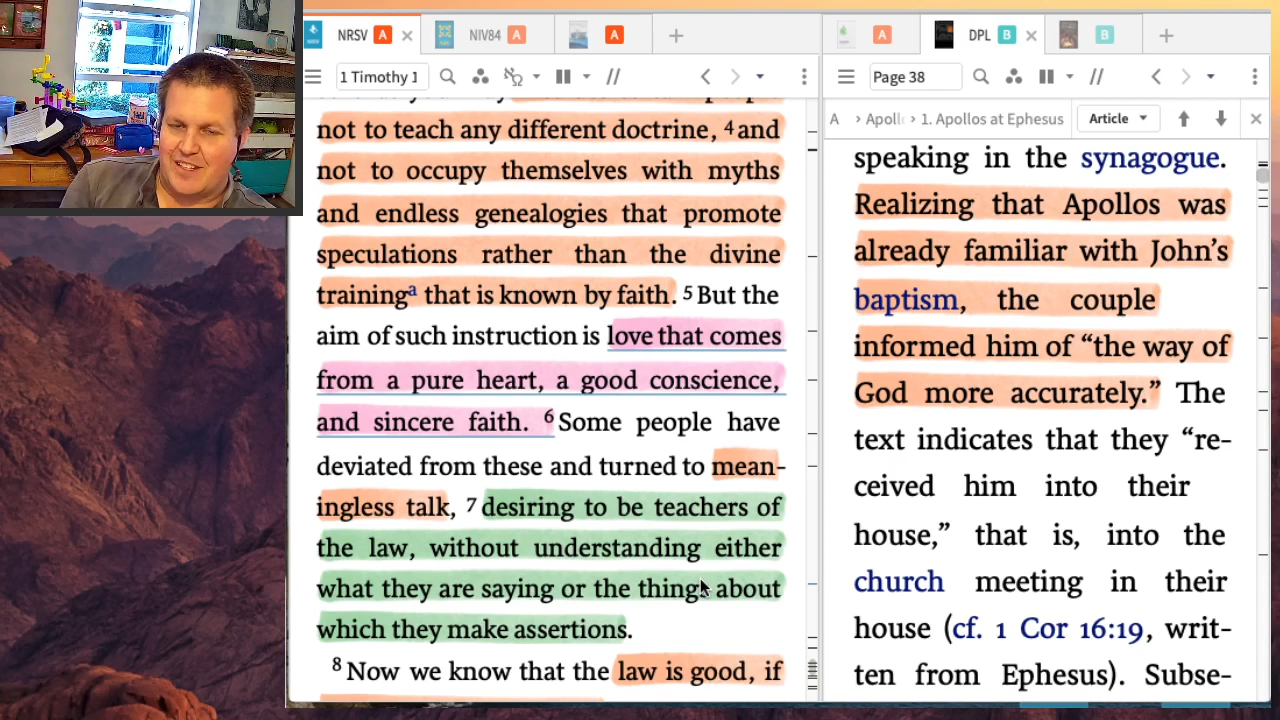 NRSV A
NIV84 A
A
1 Timothy 1
not to teach any different doctrine, 4 and
not to occupy themselves with myths
and endless genealogies that promote
speculations rather than the divine
training a that is known by faith. 5 But the
aim of such instruction is love that comes
from a pure heart, a good conscience,
and sincere faith. 6 Some people have
deviated from these and turned to mean-
ingless talk, 7 desiring to be teachers of
the law, without understanding either
what they are saying or the things about
which they make assertions.
8 Now we know that the law is good, if
A
DPL B
B
Page 38
A › Apoll › 1. Apollos at Ephesus
Article
speaking in the synagogue.
Realizing that Apollos was
already familiar with John’s
baptism, the couple
informed him of “the way of
God more accurately.” The
text indicates that they “re-
ceived him into their
house,” that is, into the
church meeting in their
house (cf. 1 Cor 16:19, writ-
ten from Ephesus). Subse-